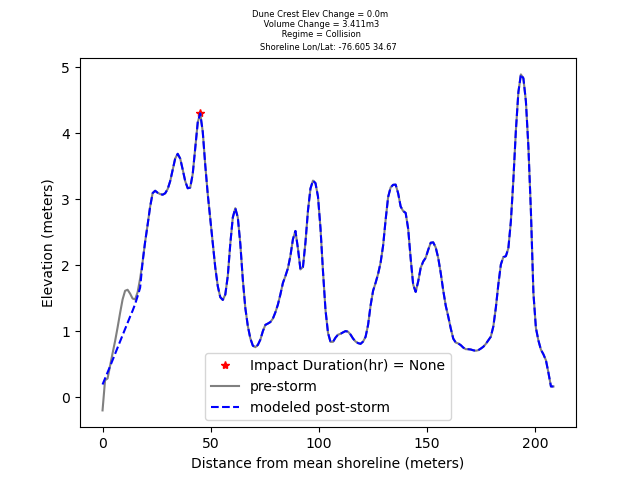 Dune Crest Elev Change = 0.0m
Volume Change = 3.411m3
Regime = Collision
Shoreline Lon/Lat: -76.605 34.67
5
4
3
2
1
0
Elevation (meters)
Impact Duration(hr) = None
pre-storm
modeled post-storm
0
50
100
150
200
Distance from mean shoreline (meters)